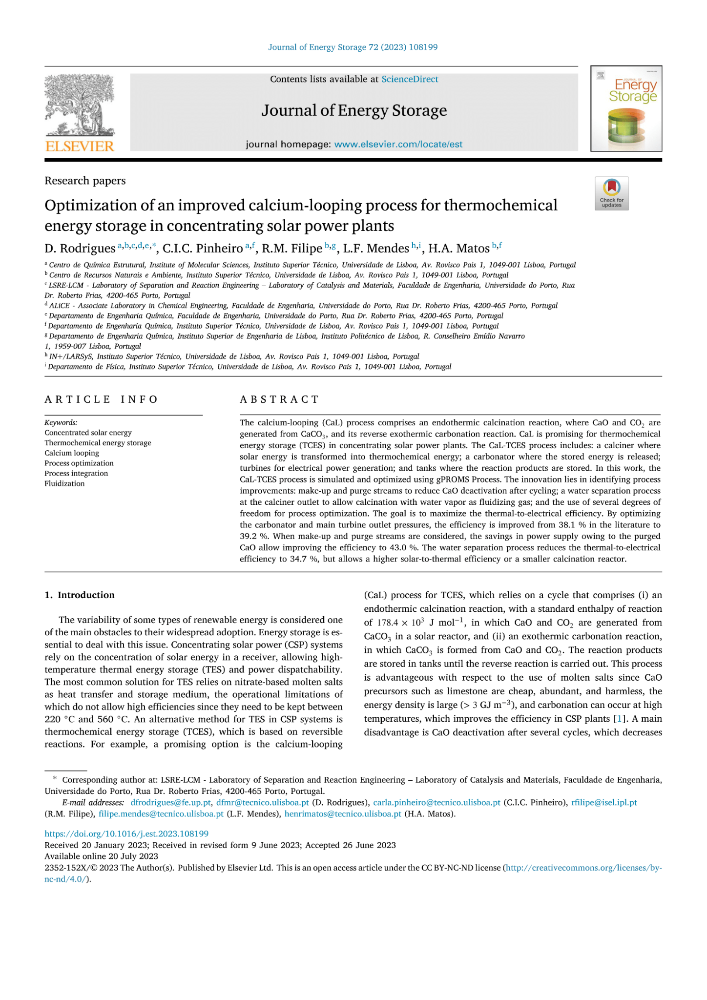 Journal of Energy Storage 72 (2023) 108199
Contents lists available at ScienceDirect
Journal of Energy Storage
journal homepage: www.elsevier.com/locate/est
ELSEVIER
JOURNAL OF
Energy
Storage
Research papers
Check for
updates
Optimization of an improved calcium-looping process for thermochemical
energy storage in concentrating solar power plants
D. Rodrigues a,b,c,d,e,*, C.I.C. Pinheiro a,f, R.M. Filipe b,g, L.F. Mendes h,i, H.A. Matos b,f
a Centro de Química Estrutural, Institute of Molecular Sciences, Instituto Superior Técnico, Universidade de Lisboa, Av. Rovisco Pais 1, 1049-001 Lisboa, Portugal
b Centro de Recursos Naturais e Ambiente, Instituto Superior Técnico, Universidade de Lisboa, Av. Rovisco Pais 1, 1049-001 Lisboa, Portugal
c LSRE-LCM - Laboratory of Separation and Reaction Engineering – Laboratory of Catalysis and Materials, Faculdade de Engenharia, Universidade do Porto, Rua
Dr. Roberto Frias, 4200-465 Porto, Portugal
d ALiCE - Associate Laboratory in Chemical Engineering, Faculdade de Engenharia, Universidade do Porto, Rua Dr. Roberto Frias, 4200-465 Porto, Portugal
e Departamento de Engenharia Química, Faculdade de Engenharia, Universidade do Porto, Rua Dr. Roberto Frias, 4200-465 Porto, Portugal
f Departamento de Engenharia Química, Instituto Superior Técnico, Universidade de Lisboa, Av. Rovisco Pais 1, 1049-001 Lisboa, Portugal
g Departamento de Engenharia Química, Instituto Superior de Engenharia de Lisboa, Instituto Politécnico de Lisboa, R. Conselheiro Emídio Navarro
1, 1959-007 Lisboa, Portugal
h IN+/LARSyS, Instituto Superior Técnico, Universidade de Lisboa, Av. Rovisco Pais 1, 1049-001 Lisboa, Portugal
i Departamento de Física, Instituto Superior Técnico, Universidade de Lisboa, Av. Rovisco Pais 1, 1049-001 Lisboa, Portugal
ARTICLE INFO
Keywords:
Concentrated solar energy
Thermochemical energy storage
Calcium looping
Process optimization
Process integration
Fluidization
ABSTRACT
The calcium-looping (CaL) process comprises an endothermic calcination reaction, where CaO and CO₂ are
generated from CaCO₃, and its reverse exothermic carbonation reaction. CaL is promising for thermochemical
energy storage (TCES) in concentrating solar power plants. The CaL-TCES process includes: a calciner where
solar energy is transformed into thermochemical energy; a carbonator where the stored energy is released;
turbines for electrical power generation; and tanks where the reaction products are stored. In this work, the
CaL-TCES process is simulated and optimized using gPROMS Process. The innovation lies in identifying process
improvements: make-up and purge streams to reduce CaO deactivation after cycling; a water separation process
at the calciner outlet to allow calcination with water vapor as fluidizing gas; and the use of several degrees of
freedom for process optimization. The goal is to maximize the thermal-to-electrical efficiency. By optimizing
the carbonator and main turbine outlet pressures, the efficiency is improved from 38.1 % in the literature to
39.2 %. When make-up and purge streams are considered, the savings in power supply owing to the purged
CaO allow improving the efficiency to 43.0 %. The water separation process reduces the thermal-to-electrical
efficiency to 34.7 %, but allows a higher solar-to-thermal efficiency or a smaller calcination reactor.
1. Introduction
The variability of some types of renewable energy is considered one
of the main obstacles to their widespread adoption. Energy storage is es-
sential to deal with this issue. Concentrating solar power (CSP) systems
rely on the concentration of solar energy in a receiver, allowing high-
temperature thermal energy storage (TES) and power dispatchability.
The most common solution for TES relies on nitrate-based molten salts
as heat transfer and storage medium, the operational limitations of
which do not allow high efficiencies since they need to be kept between
220 °C and 560 °C. An alternative method for TES in CSP systems is
thermochemical energy storage (TCES), which is based on reversible
reactions. For example, a promising option is the calcium-looping
(CaL) process for TCES, which relies on a cycle that comprises (i) an
endothermic calcination reaction, with a standard enthalpy of reaction
of 178.4 × 10³ J mol⁻¹, in which CaO and CO₂ are generated from
CaCO₃ in a solar reactor, and (ii) an exothermic carbonation reaction,
in which CaCO₃ is formed from CaO and CO₂. The reaction products
are stored in tanks until the reverse reaction is carried out. This process
is advantageous with respect to the use of molten salts since CaO
precursors such as limestone are cheap, abundant, and harmless, the
energy density is large (> 3 GJ m⁻³), and carbonation can occur at high
temperatures, which improves the efficiency in CSP plants [1]. A main
disadvantage is CaO deactivation after several cycles, which decreases
* Corresponding author at: LSRE-LCM - Laboratory of Separation and Reaction Engineering – Laboratory of Catalysis and Materials, Faculdade de Engenharia,
Universidade do Porto, Rua Dr. Roberto Frias, 4200-465 Porto, Portugal.
E-mail addresses: dfrodrigues@fe.up.pt, dfmr@tecnico.ulisboa.pt (D. Rodrigues), carla.pinheiro@tecnico.ulisboa.pt (C.I.C. Pinheiro), rfilipe@isel.ipl.pt
(R.M. Filipe), filipe.mendes@tecnico.ulisboa.pt (L.F. Mendes), henrimatos@tecnico.ulisboa.pt (H.A. Matos).
https://doi.org/10.1016/j.est.2023.108199
Received 20 January 2023; Received in revised form 9 June 2023; Accepted 26 June 2023
Available online 20 July 2023
2352-152X/© 2023 The Author(s). Published by Elsevier Ltd. This is an open access article under the CC BY-NC-ND license (http://creativecommons.org/licenses/by-
nc-nd/4.0/).